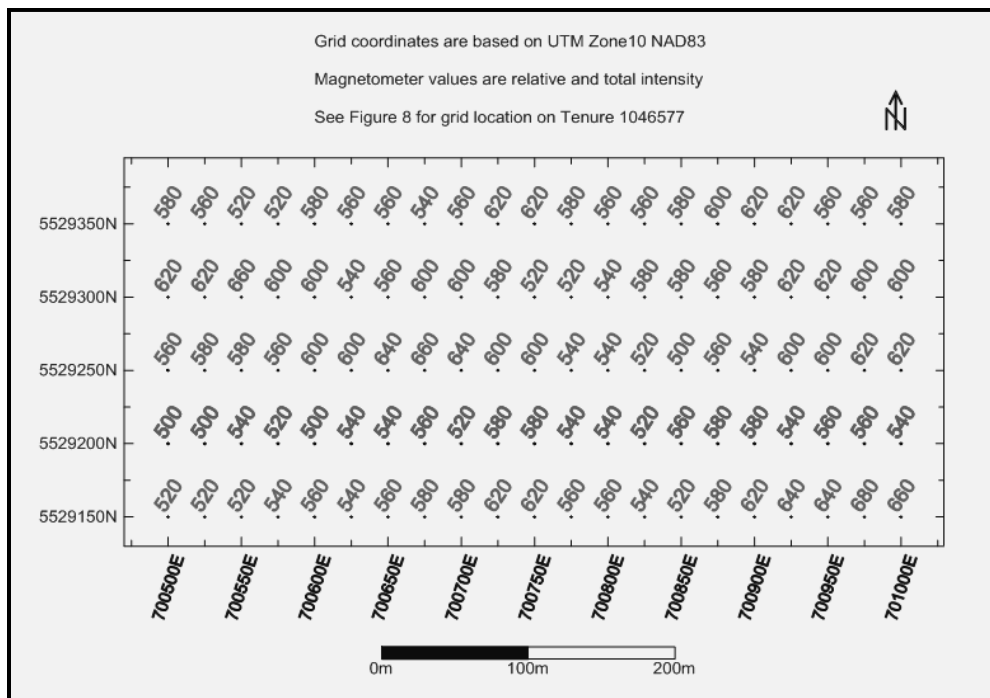 Grid coordinates are based on UTM Zone10 NAD83
Magnetometer values are relative and total intensity
See Figure 8 for grid location on Tenure 1046577
N
580 560 520 520 580 560 560 540 560 620 620 580 560 560 580 600 620 620 560 560 580
5529350N
620 620 660 600 600 540 560 600 600 580 520 520 540 580 580 560 580 620 620 600 600
5529300N
560 580 580 560 600 600 640 660 640 600 600 540 540 520 500 560 540 600 600 620 620
5529250N
500 500 540 520 500 540 540 560 520 580 580 540 540 520 560 580 580 540 560 560 540
5529200N
520 520 520 540 560 540 560 580 580 620 620 560 560 540 520 580 620 640 640 680 660
5529150N
700500E 700550E 700600E 700650E 700700E 700750E 700800E 700850E 700900E 700950E 701000E
0m 100m 200m